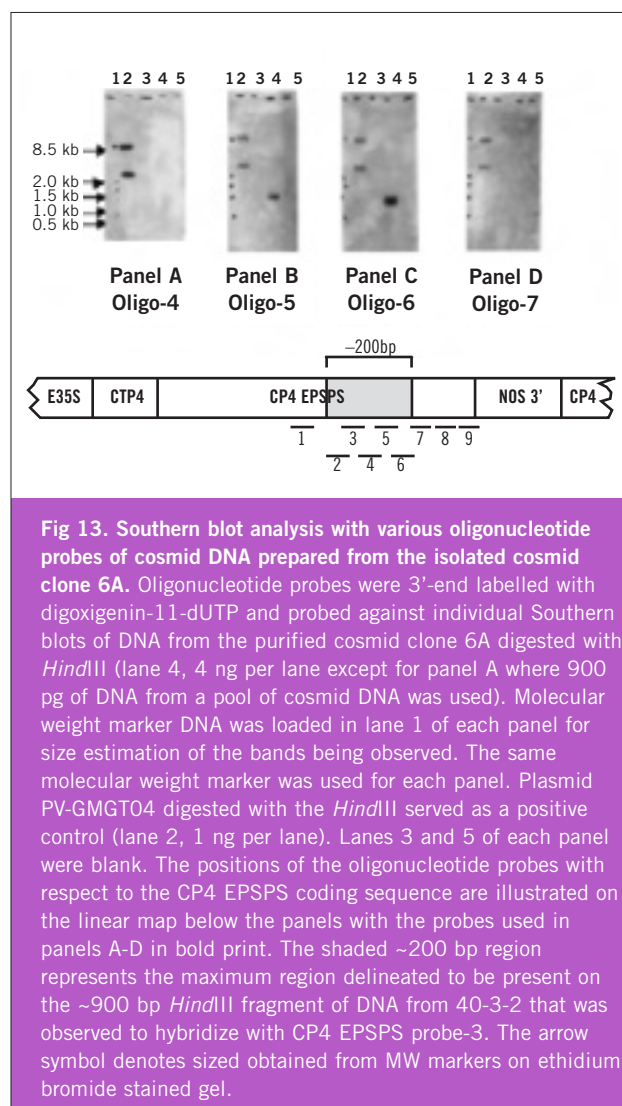 1 2 3 4 5 1 2 3 4 5 1 2 3 4 5 1 2 3 4 5
8.5 kb
2.0 kb
1.5 kb
1.0 kb
0.5 kb
Panel A Panel B Panel C Panel D
Oligo-4 Oligo-5 Oligo-6 Oligo-7
–200bp
E35S CTP4 CP4 EPSPS NOS 3' CP4
1 3 5 7 8 9
2 4 6
Fig 13. Southern blot analysis with various oligonucleotide
probes of cosmid DNA prepared from the isolated cosmid
clone 6A. Oligonucleotide probes were 3'-end labelled with
digoxigenin-11-dUTP and probed against individual Southern
blots of DNA from the purified cosmid clone 6A digested with
HindIII (lane 4, 4 ng per lane except for panel A where 900
pg of DNA from a pool of cosmid DNA was used). Molecular
weight marker DNA was loaded in lane 1 of each panel for
size estimation of the bands being observed. The same
molecular weight marker was used for each panel. Plasmid
PV-GMGT04 digested with the HindIII served as a positive
control (lane 2, 1 ng per lane). Lanes 3 and 5 of each panel
were blank. The positions of the oligonucleotide probes with
respect to the CP4 EPSPS coding sequence are illustrated on
the linear map below the panels with the probes used in
panels A-D in bold print. The shaded ~200 bp region
represents the maximum region delineated to be present on
the ~900 bp HindIII fragment of DNA from 40-3-2 that was
observed to hybridize with CP4 EPSPS probe-3. The arrow
symbol denotes sized obtained from MW markers on ethidium
bromide stained gel.